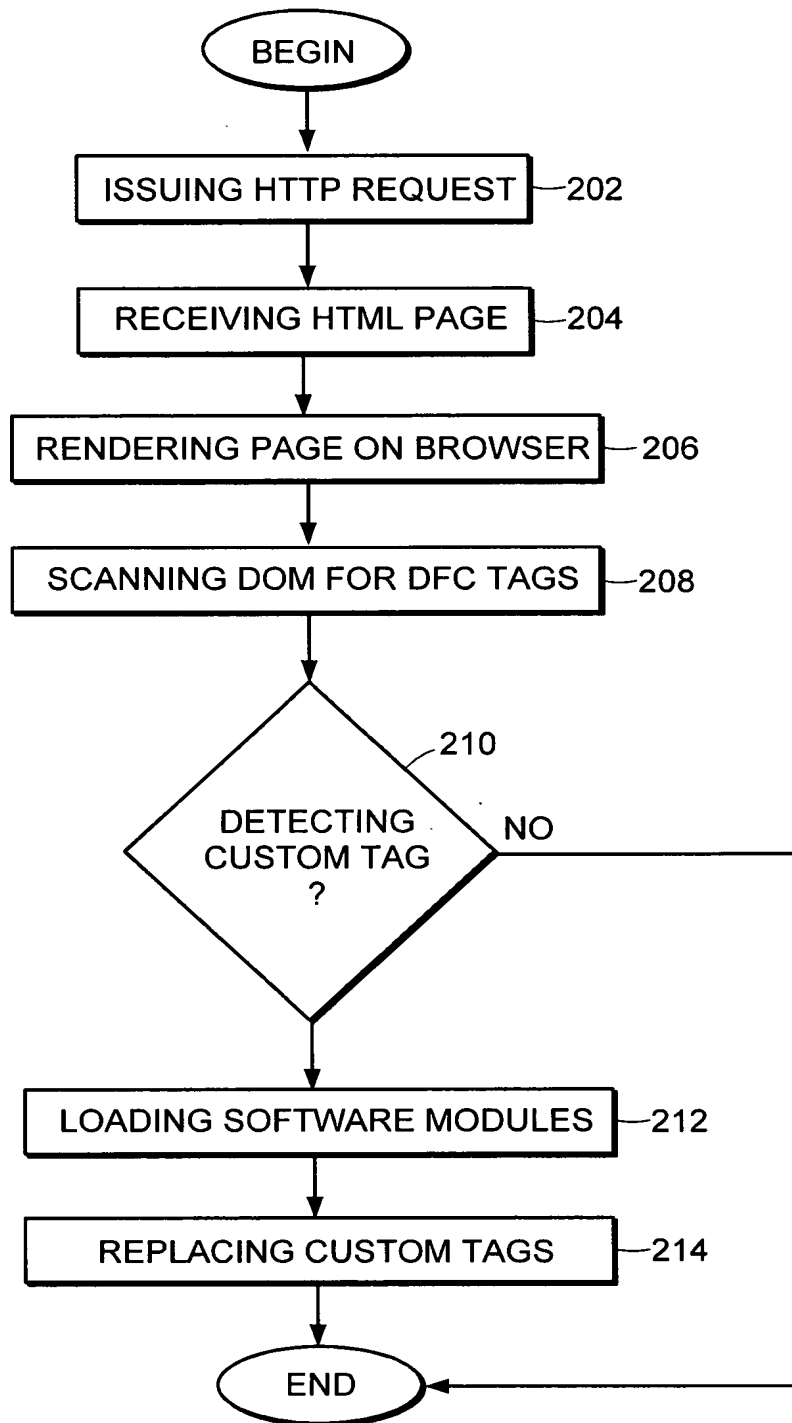 BEGIN
ISSUING HTTP REQUEST
202
RECEIVING HTML PAGE
204
RENDERING PAGE ON BROWSER
206
SCANNING DOM FOR DFC TAGS
208
210
DETECTING
CUSTOM TAG
?
NO
LOADING SOFTWARE MODULES
212
REPLACING CUSTOM TAGS
214
END